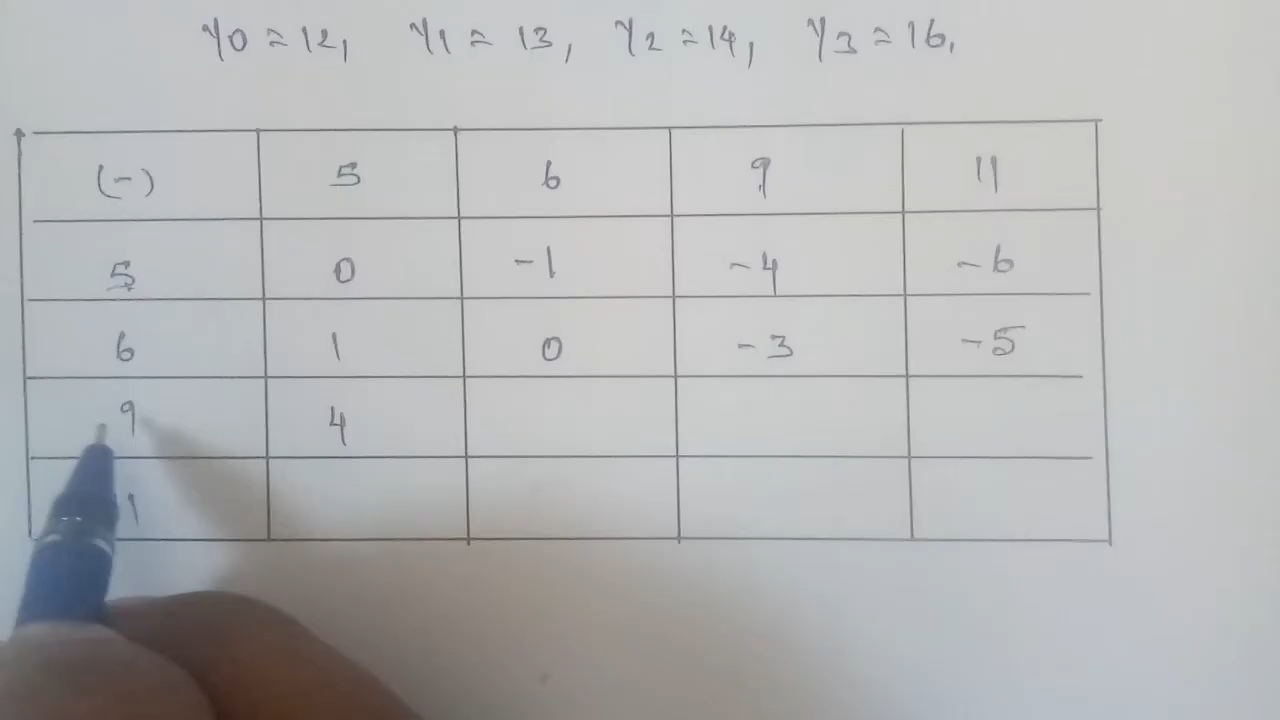 y0 = 12, y1 = 13, y2 = 14, y3 = 16,
(-) 5 6 9 11
5 0 -1 -4 -6
6 1 0 -3 -5
9 4